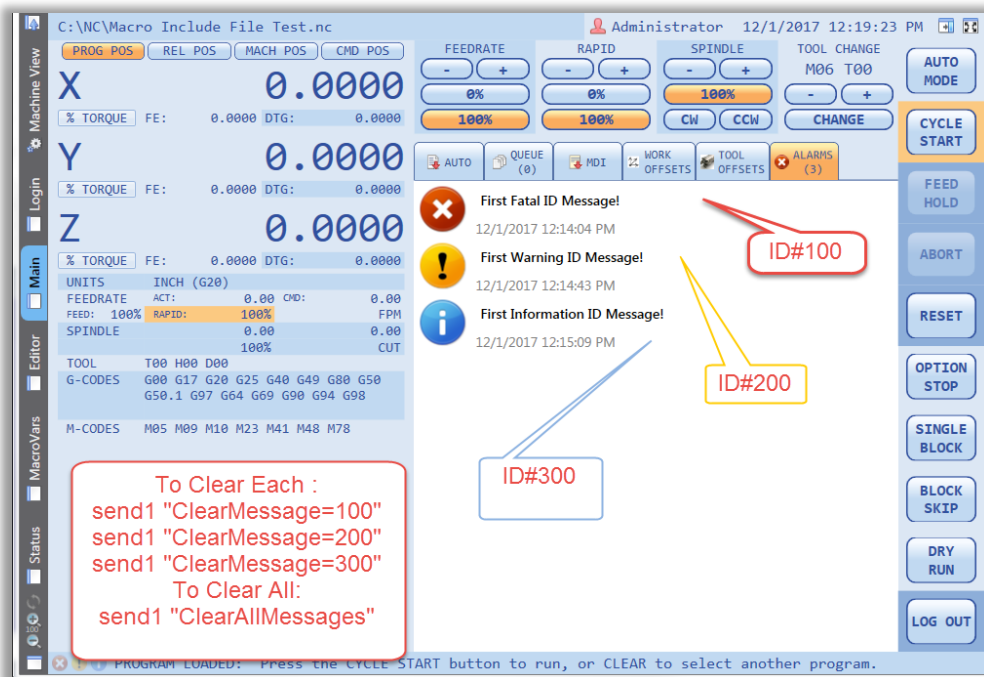 C:\NC\Macro Include File Test.nc
Administrator 12/1/2017 12:19:23 PM
PROG POS REL POS MACH POS CMD POS
X 0.0000
% TORQUE FE: 0.0000 DTG: 0.0000
Y 0.0000
% TORQUE FE: 0.0000 DTG: 0.0000
Z 0.0000
% TORQUE FE: 0.0000 DTG: 0.0000
UNITS INCH (G20)
FEEDRATE ACT: 0.00 CMD: 0.00
FEED: 100% RAPID: 100% FPM
SPINDLE 0.00 0.00
100% CUT
TOOL T00 H00 D00
G-CODES G00 G17 G20 G25 G40 G49 G80 G50
G50.1 G97 G64 G69 G90 G94 G98
M-CODES M05 M09 M10 M23 M41 M48 M78
FEEDRATE RAPID SPINDLE TOOL CHANGE
- + - + - + M06 T00
0% 0% 100% - +
100% 100% CW CCW CHANGE
AUTO
QUEUE
(0)
MDI
WORK
OFFSETS
TOOL
OFFSETS
ALARMS
(3)
First Fatal ID Message!
12/1/2017 12:14:04 PM
First Warning ID Message!
12/1/2017 12:14:43 PM
First Information ID Message!
12/1/2017 12:15:09 PM
ID#100
ID#200
ID#300
To Clear Each :
send1 "ClearMessage=100"
send1 "ClearMessage=200"
send1 "ClearMessage=300"
To Clear All:
send1 "ClearAllMessages"
AUTO
MODE
CYCLE
START
FEED
HOLD
ABORT
RESET
OPTION
STOP
SINGLE
BLOCK
BLOCK
SKIP
DRY
RUN
LOG OUT
Machine View
Login
Main
Editor
MacroVars
Status
100
PROGRAM LOADED: Press the CYCLE START button to run, or CLEAR to select another program.